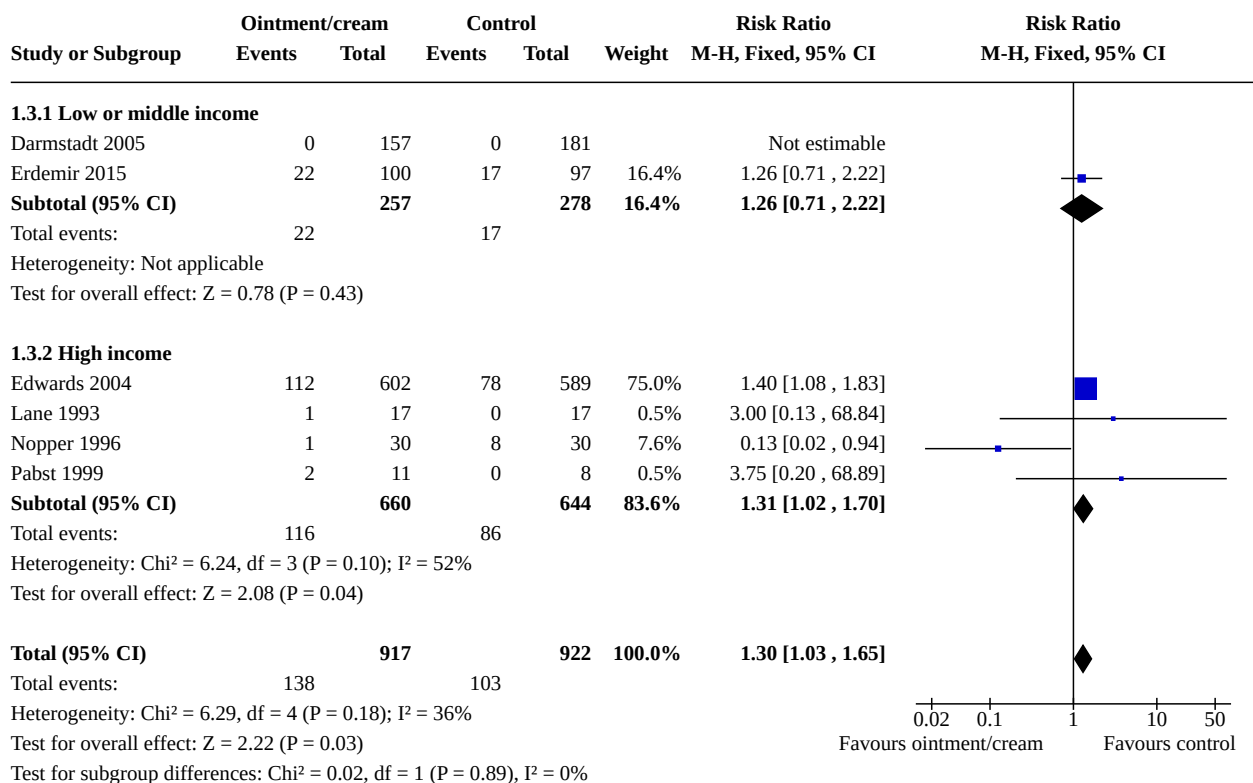 Ointment/cream Control Risk Ratio Risk Ratio
Study or Subgroup Events Total Events Total Weight M-H, Fixed, 95% CI M-H, Fixed, 95% CI
1.3.1 Low or middle income
Darmstadt 2005 0 157 0 181 Not estimable
Erdemir 2015 22 100 17 97 16.4% 1.26 [0.71 , 2.22]
Subtotal (95% CI) 257 278 16.4% 1.26 [0.71 , 2.22]
Total events: 22 17
Heterogeneity: Not applicable
Test for overall effect: Z = 0.78 (P = 0.43)
1.3.2 High income
Edwards 2004 112 602 78 589 75.0% 1.40 [1.08 , 1.83]
Lane 1993 1 17 0 17 0.5% 3.00 [0.13 , 68.84]
Nopper 1996 1 30 8 30 7.6% 0.13 [0.02 , 0.94]
Pabst 1999 2 11 0 8 0.5% 3.75 [0.20 , 68.89]
Subtotal (95% CI) 660 644 83.6% 1.31 [1.02 , 1.70]
Total events: 116 86
Heterogeneity: Chi² = 6.24, df = 3 (P = 0.10); I² = 52%
Test for overall effect: Z = 2.08 (P = 0.04)
Total (95% CI) 917 922 100.0% 1.30 [1.03 , 1.65]
Total events: 138 103
Heterogeneity: Chi² = 6.29, df = 4 (P = 0.18); I² = 36%
0.02 0.1 1 10 50
Test for overall effect: Z = 2.22 (P = 0.03) Favours ointment/cream Favours control
Test for subgroup differences: Chi² = 0.02, df = 1 (P = 0.89), I² = 0%